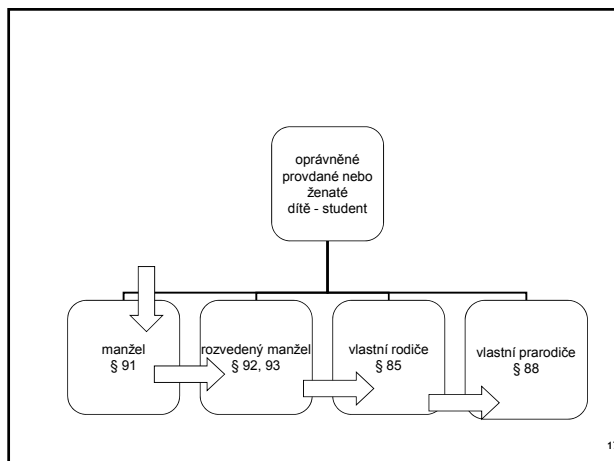 oprávněné
provdané nebo
ženaté
dítě - student
manžel
§ 91
rozvedený manžel
§ 92, 93
vlastní rodiče
§ 85
vlastní prarodiče
§ 88